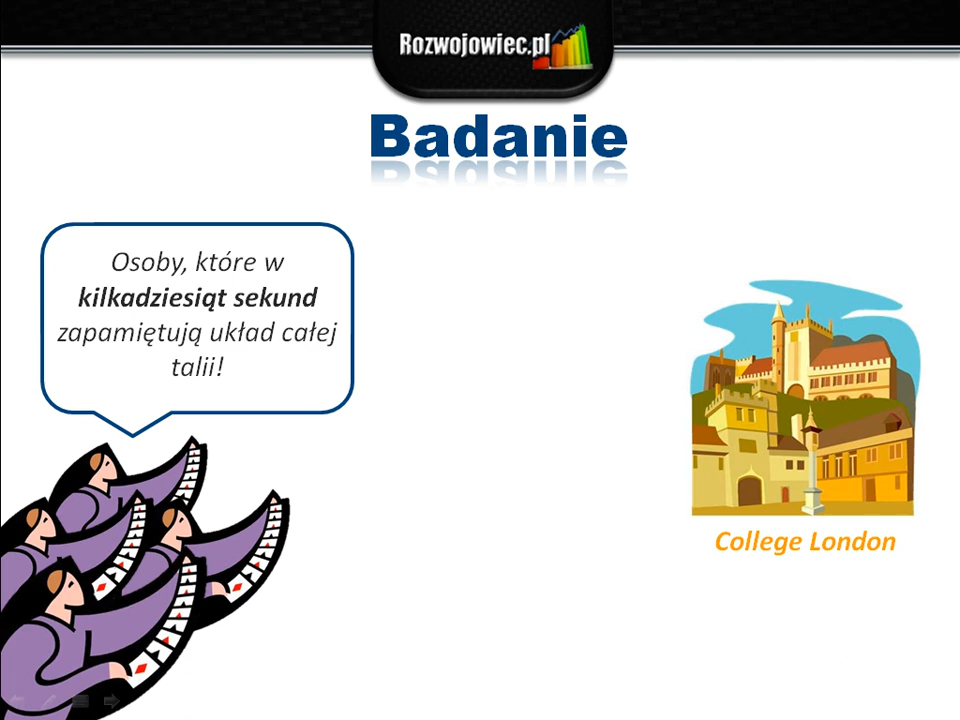 Rozwojowiec.pl
Badanie
Osoby, które w
kilkadziesiąt sekund
zapamiętują układ całej
talii!
College London